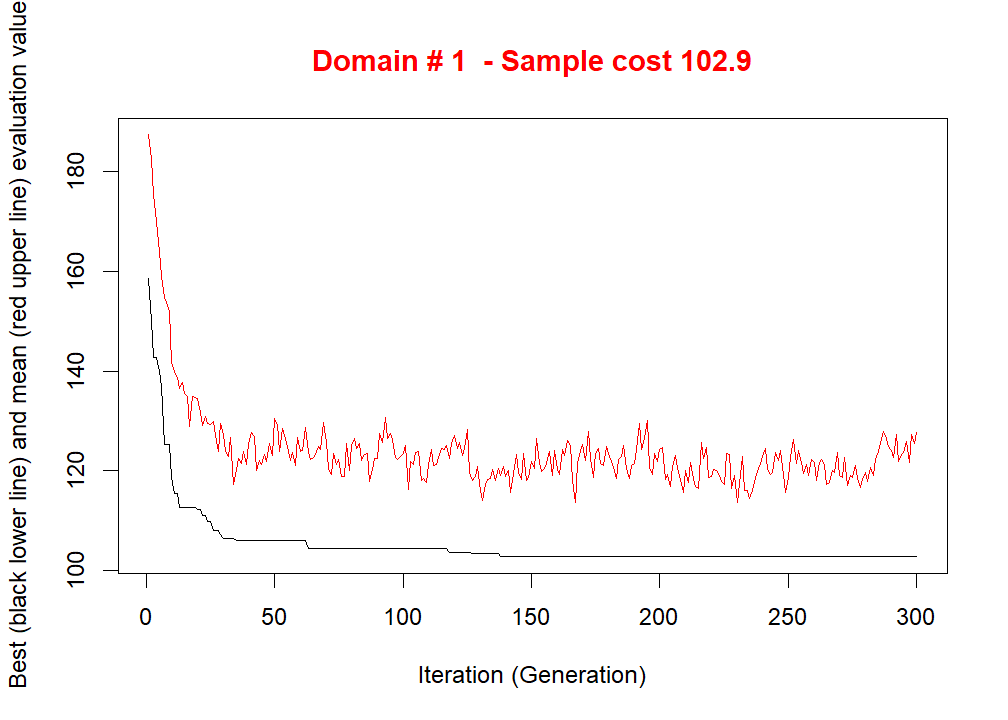 Domain # 1  - Sample cost 102.9
Best (black lower line) and mean (red upper line) evaluation value
180
160
140
120
100
0 50 100 150 200 250 300
Iteration (Generation)